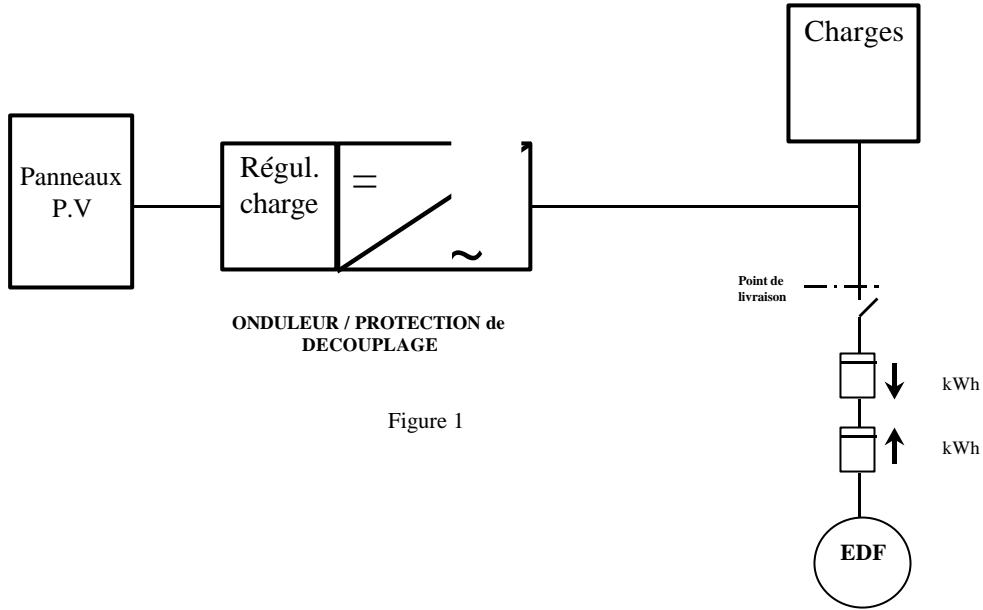 Charges
Panneaux
P.V
Régul.
charge
=
~
Point de
livraison
ONDULEUR / PROTECTION de
DECOUPLAGE
kWh
Figure 1
kWh
EDF